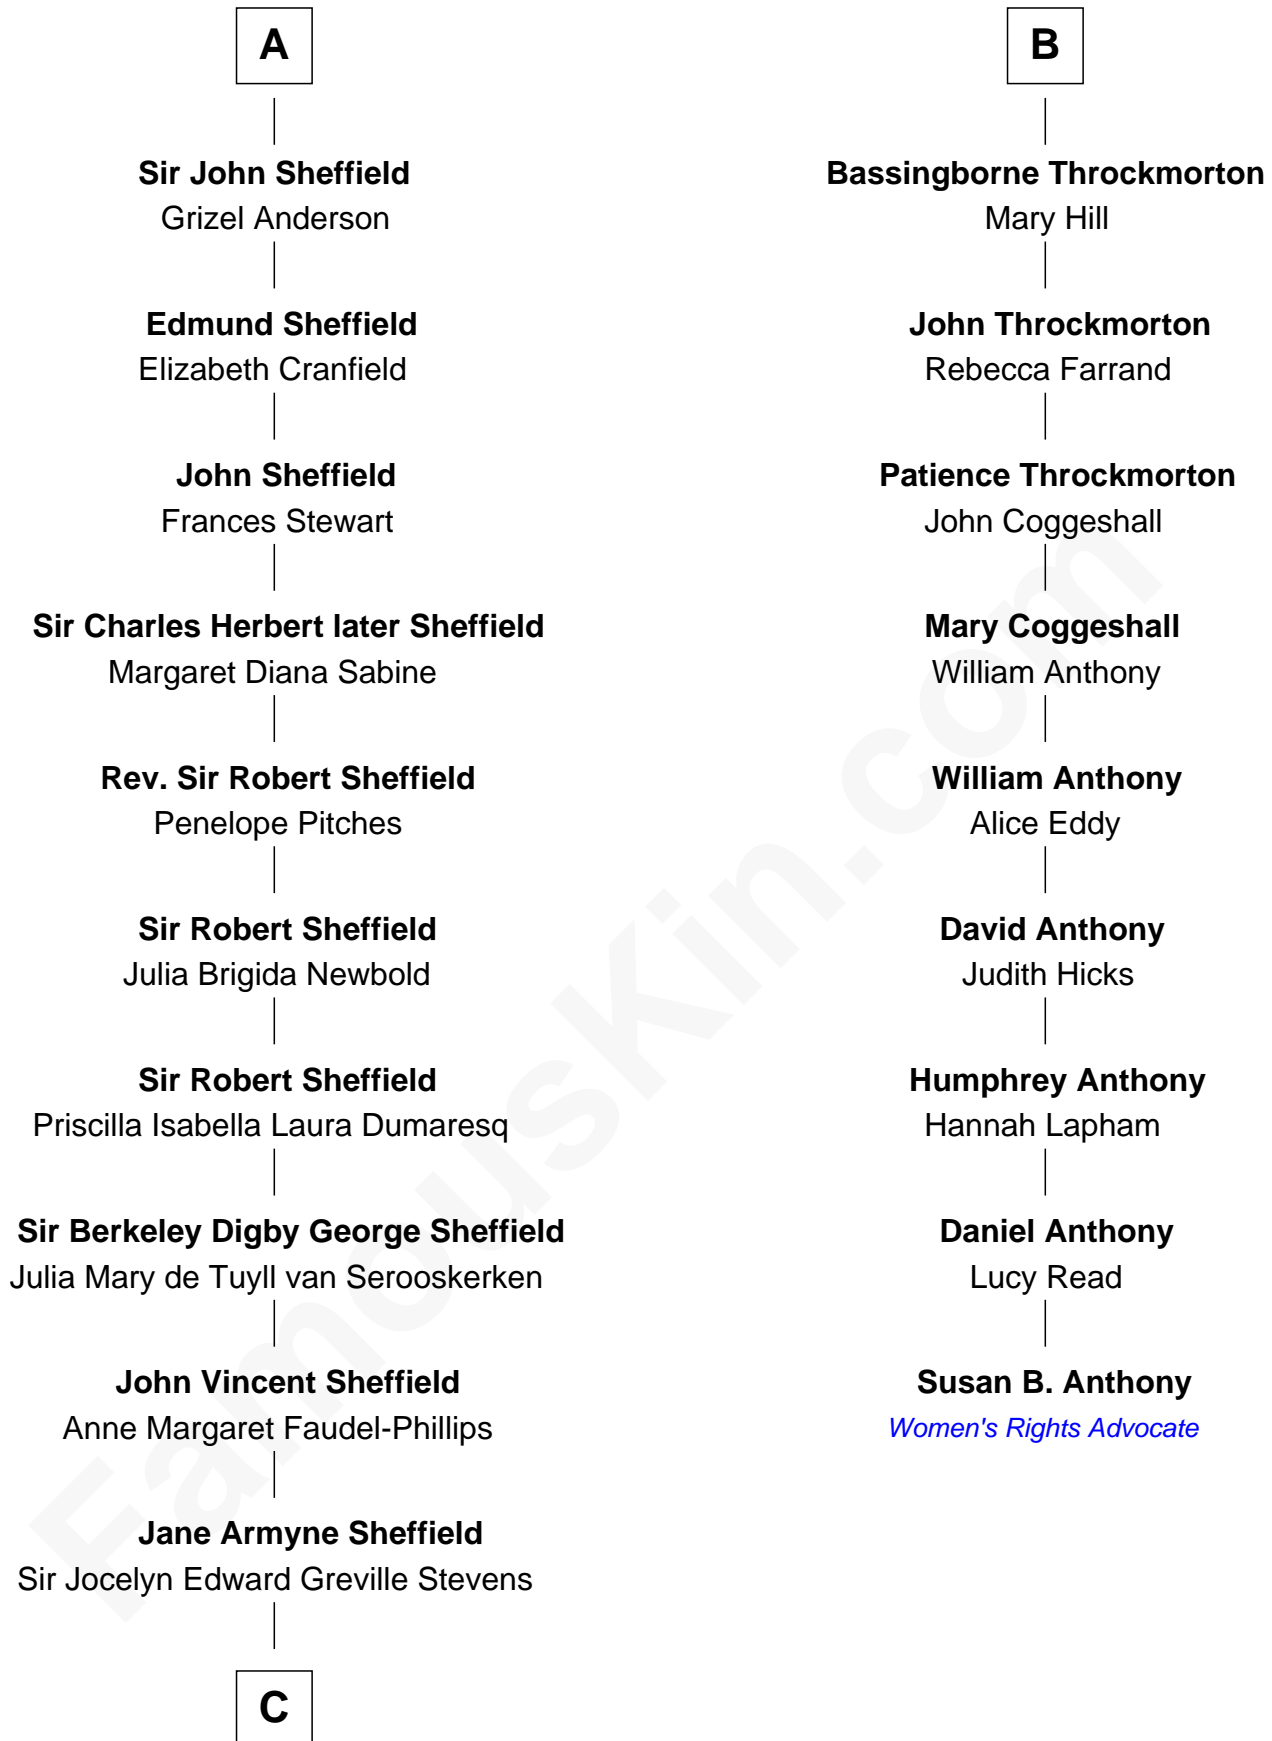 A
Sir John Sheffield
Grizel Anderson
Edmund Sheffield
Elizabeth Cranfield
John Sheffield
Frances Stewart
Sir Charles Herbert later Sheffield
Margaret Diana Sabine
Rev. Sir Robert Sheffield
Penelope Pitches
Sir Robert Sheffield
Julia Brigida Newbold
Sir Robert Sheffield
Priscilla Isabella Laura Dumaresq
Sir Berkeley Digby George Sheffield
Julia Mary de Tuyll van Serooskerken
John Vincent Sheffield
Anne Margaret Faudel-Phillips
Jane Armyne Sheffield
Sir Jocelyn Edward Greville Stevens
C
B
Bassingborne Throckmorton
Mary Hill
John Throckmorton
Rebecca Farrand
Patience Throckmorton
John Coggeshall
Mary Coggeshall
William Anthony
William Anthony
Alice Eddy
David Anthony
Judith Hicks
Humphrey Anthony
Hannah Lapham
Daniel Anthony
Lucy Read
Susan B. Anthony
Women's Rights Advocate
FamousKin.com